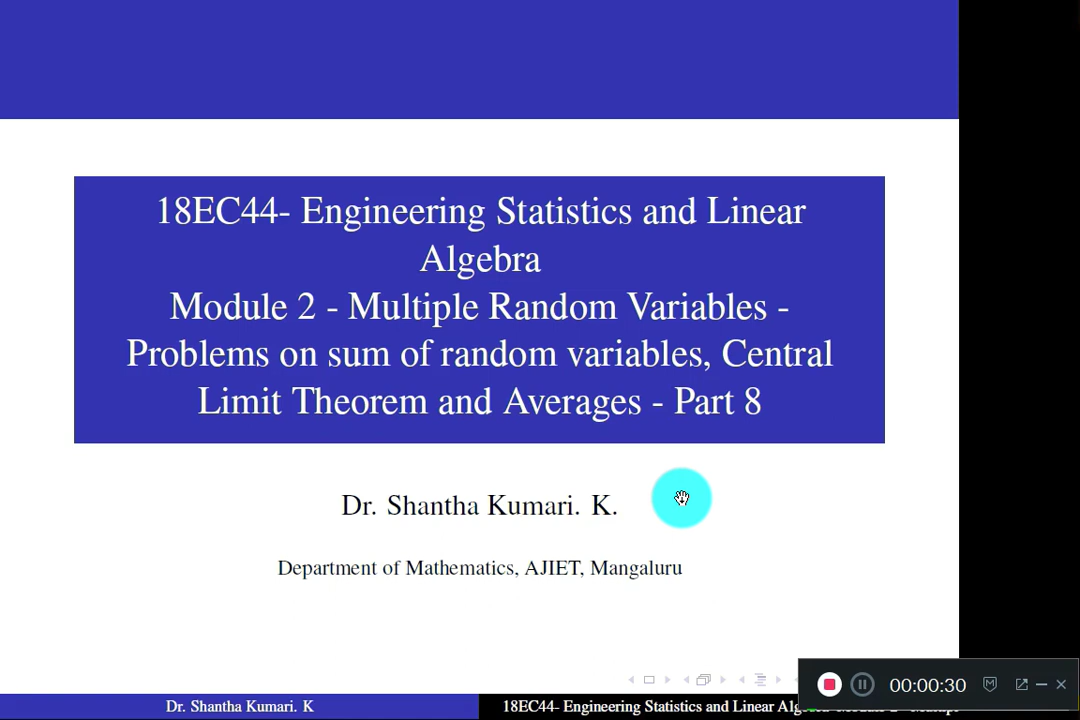 18EC44- Engineering Statistics and Linear
Algebra
Module 2 - Multiple Random Variables -
Problems on sum of random variables, Central
Limit Theorem and Averages - Part 8
Dr. Shantha Kumari. K.
Department of Mathematics, AJIET, Mangaluru
00:00:30
Dr. Shantha Kumari. K
18EC44- Engineering Statistics and Linear